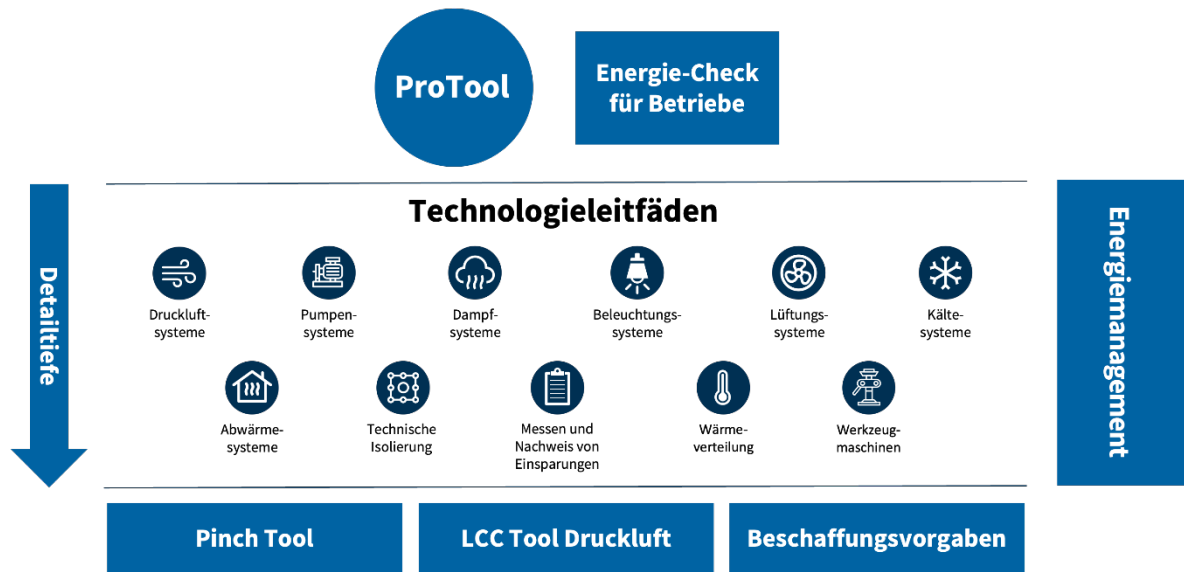 ProTool
Energie-Check
für Betriebe
Technologieleitfäden
Detailtiefe
Energiemanagement
Druckluft-
systeme
Pumpen-
systeme
Dampf-
systeme
Beleuchtungs-
systeme
Lüftungs-
systeme
Kälte-
systeme
Abwärme-
systeme
Technische
Isolierung
Messen und
Nachweis von
Einsparungen
Wärme-
verteilung
Werkzeug-
maschinen
Pinch Tool
LCC Tool Druckluft
Beschaffungsvorgaben